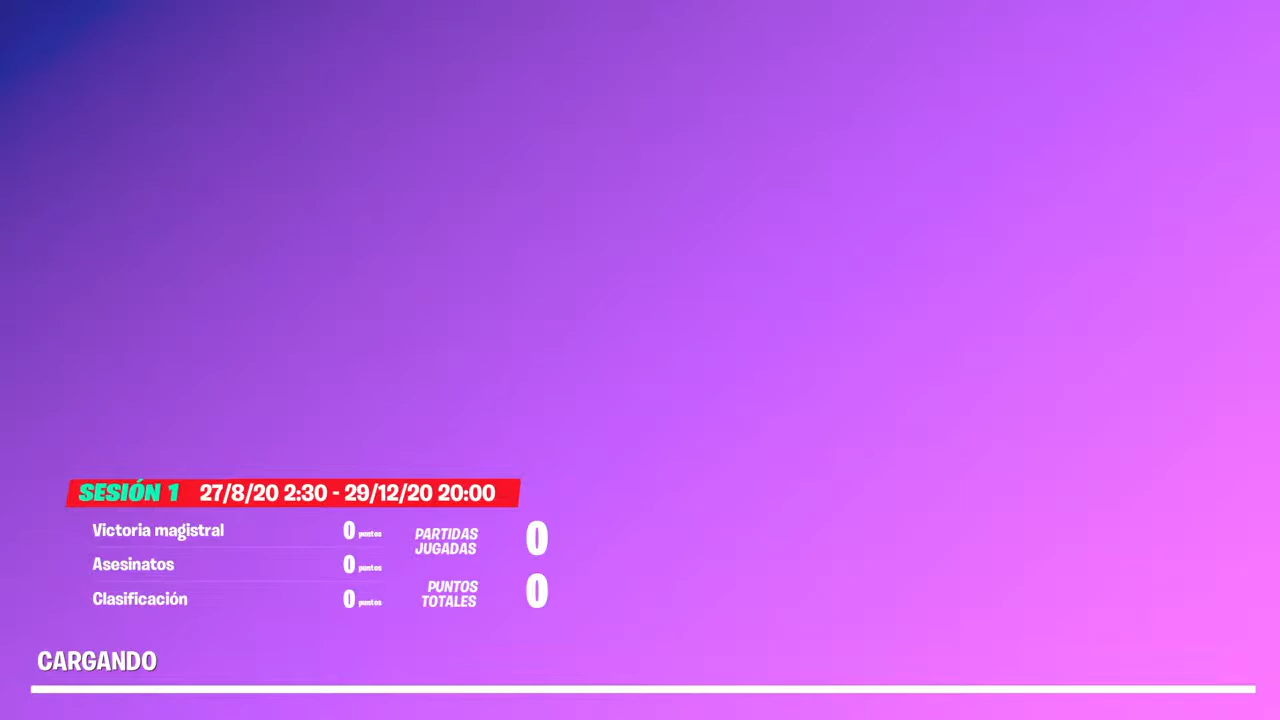 SESIÓN 1 27/8/20 2:30 - 29/12/20 20:00
Victoria magistral 0 puntos
Asesinatos 0 puntos
Clasificación 0 puntos
PARTIDAS
JUGADAS 0
PUNTOS
TOTALES 0
CARGANDO